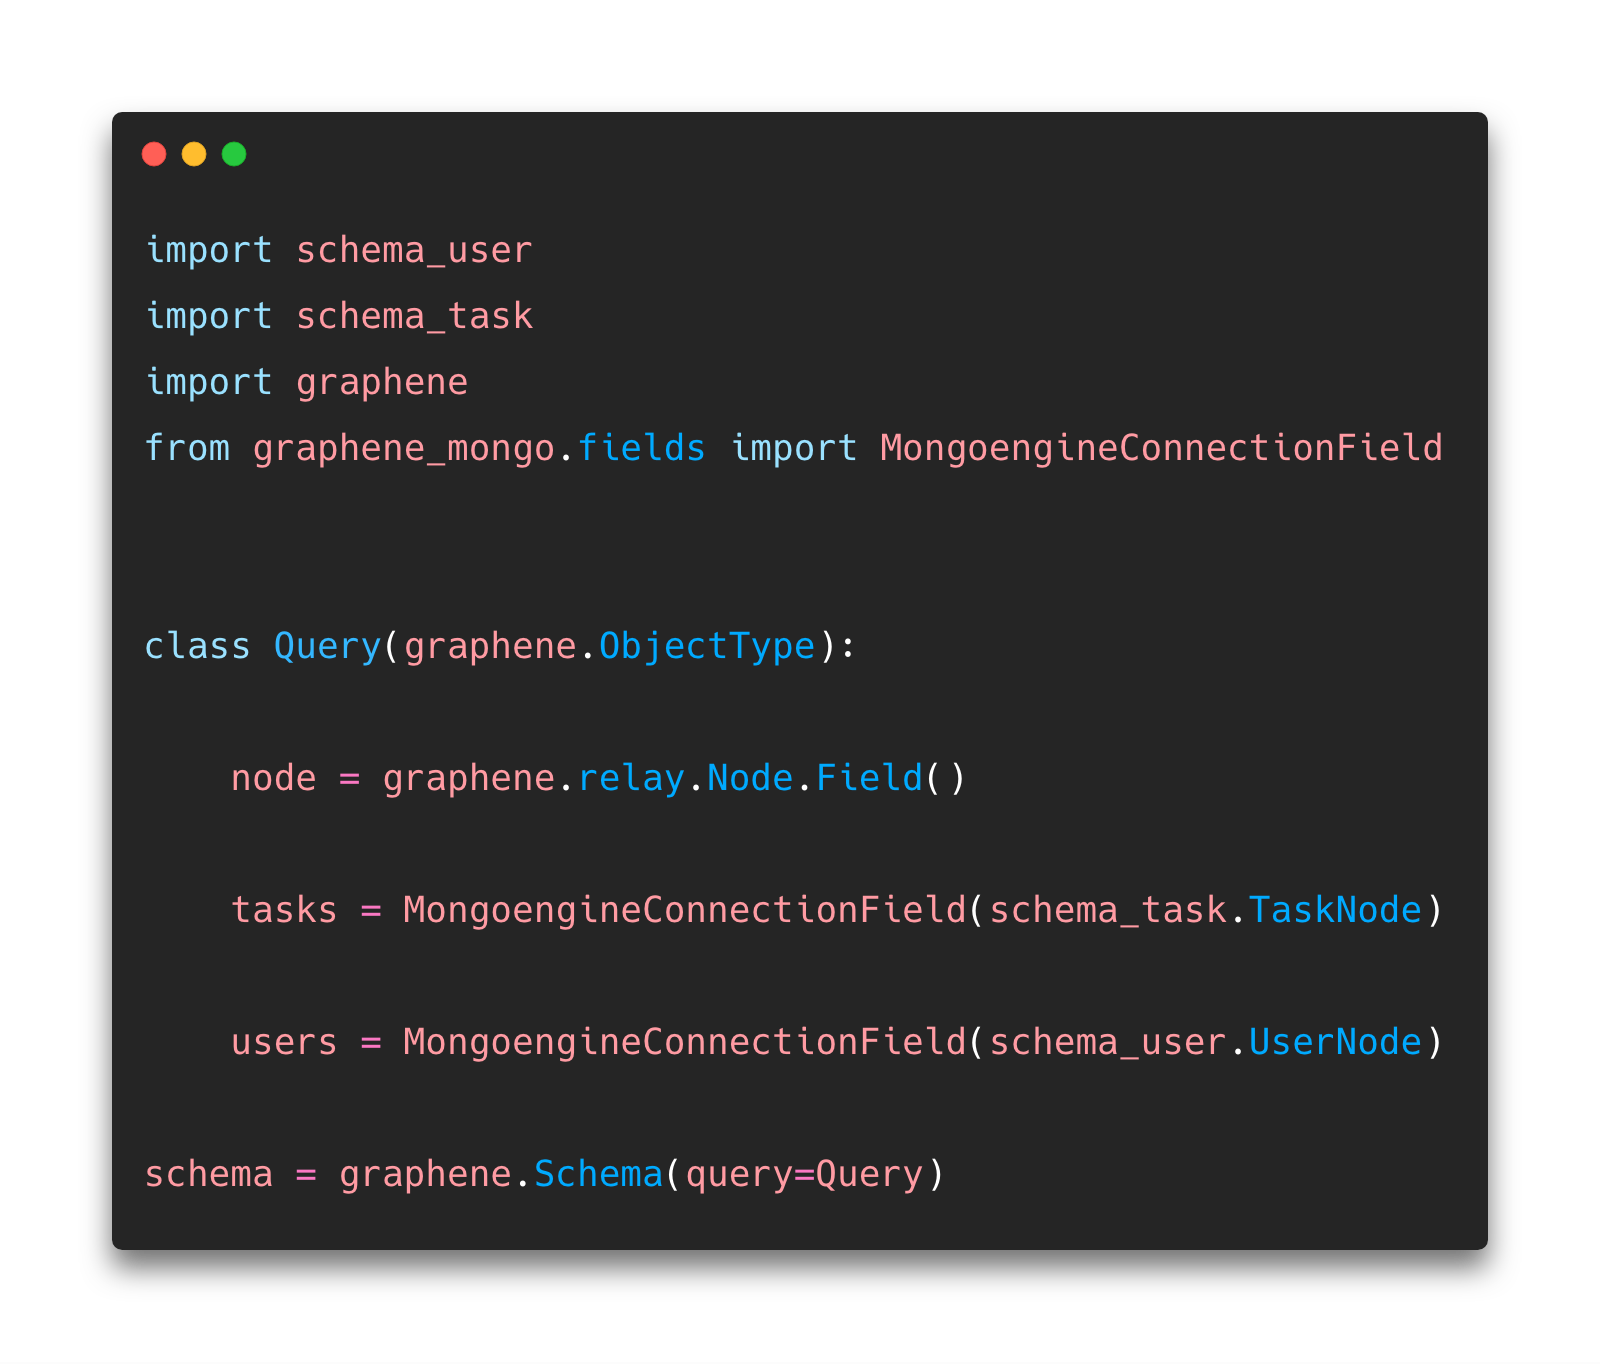 import schema_user
import schema_task
import graphene
from graphene_mongo.fields import MongoengineConnectionField
class Query(graphene.ObjectType):
    node = graphene.relay.Node.Field()
    tasks = MongoengineConnectionField(schema_task.TaskNode)
    users = MongoengineConnectionField(schema_user.UserNode)
schema = graphene.Schema(query=Query)